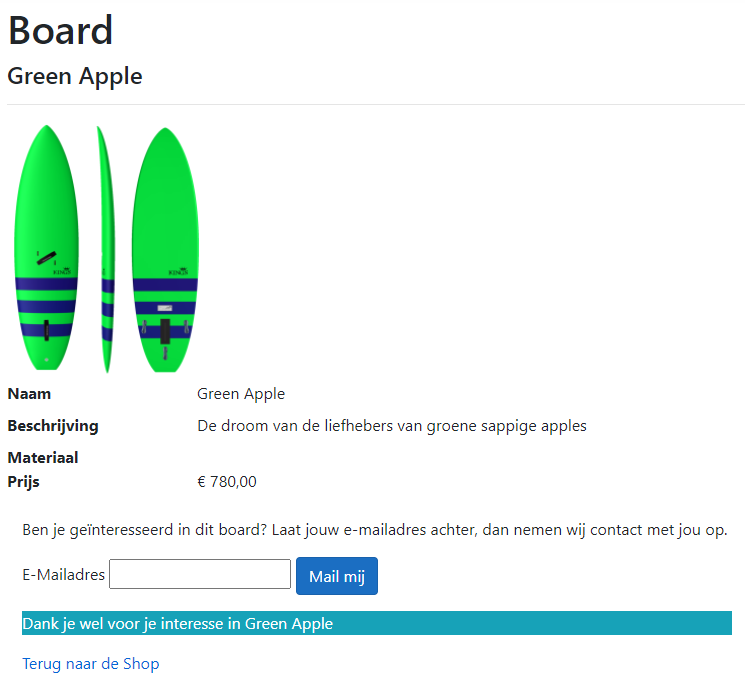 Board
Green Apple
Naam Green Apple
Beschrijving De droom van de liefhebers van groene sappige apples
Materiaal
Prijs € 780,00
Ben je geïnteresseerd in dit board? Laat jouw e-mailadres achter, dan nemen wij contact met jou op.
E-Mailadres Mail mij
Dank je wel voor je interesse in Green Apple
Terug naar de Shop